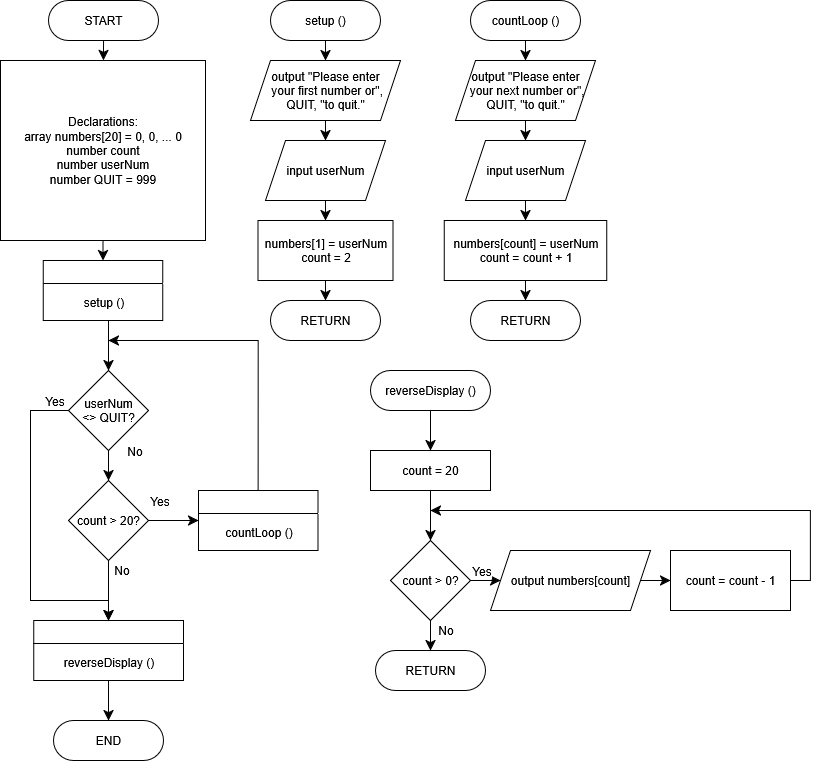 START
Declarations:
array numbers[20] = 0, 0, ... 0
number count
number userNum
number QUIT = 999
setup ()
userNum
<> QUIT?
Yes
No
count > 20?
Yes
No
countLoop ()
reverseDisplay ()
END
setup ()
output "Please enter
your first number or",
QUIT, "to quit."
input userNum
numbers[1] = userNum
count = 2
RETURN
countLoop ()
output "Please enter
your next number or",
QUIT, "to quit."
input userNum
numbers[count] = userNum
count = count + 1
RETURN
reverseDisplay ()
count = 20
count > 0?
Yes
output numbers[count]
count = count - 1
No
RETURN